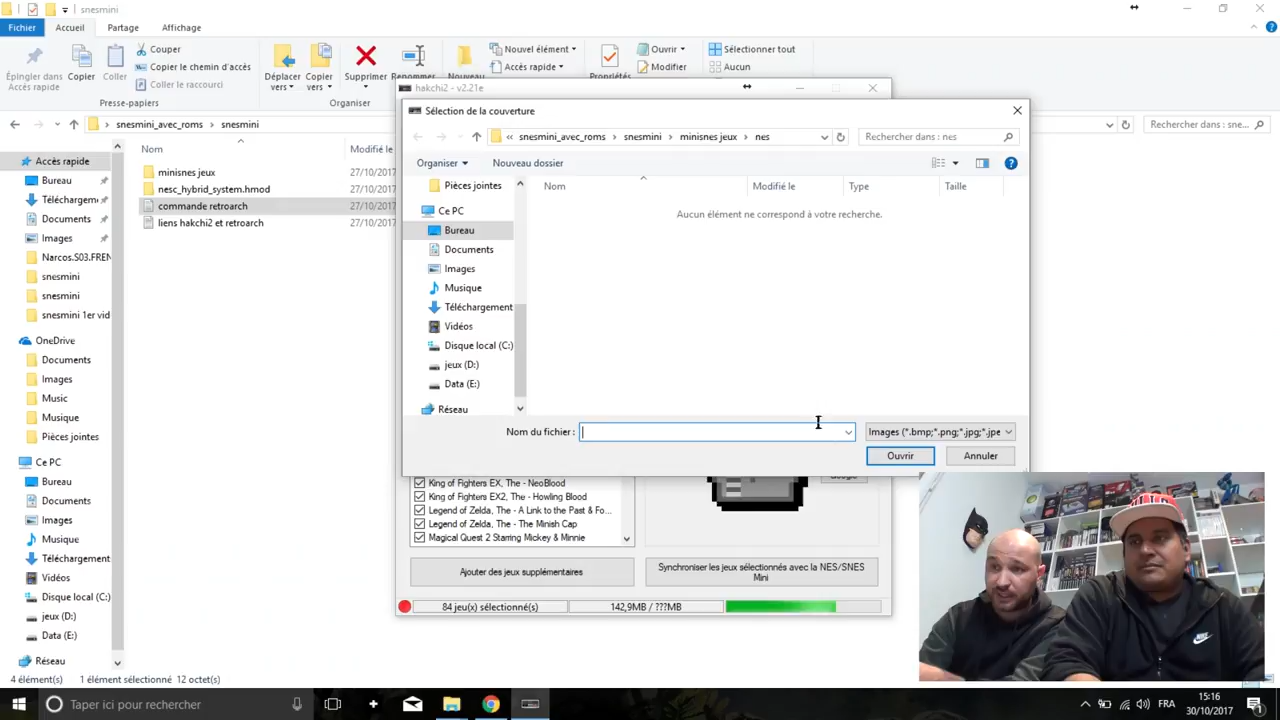 snesmini
Fichier Accueil Partage Affichage
Épingler dans Accès rapide
Copier
Coller
Couper
Copier le chemin d'accès
Coller le raccourci
Presse-papiers
Déplacer vers
Copier vers
Supprimer
Renommer
Organiser
Nouveau
Nouvel élément
Accès rapide
Propriétés
Ouvrir
Modifier
Sélectionner tout
Aucun
snesmini_avec_roms > snesmini
Rechercher dans : sne...
Accès rapide
Bureau
Téléchargem
Documents
Images
Narcos.S03.FREN
snesmini
snesmini
snesmini 1er vid
OneDrive
Documents
Images
Music
Musique
Pièces jointes
Ce PC
Bureau
Documents
Images
Musique
Téléchargement
Vidéos
Disque local (C:)
jeux (D:)
Data (E:)
Réseau
4 élément(s) 1 élément sélectionné 12 octet(s)
Nom Modifié le
minisnes jeux 27/10/2017
nesc_hybrid_system.hmod 27/10/2017
commande retroarch 27/10/2017
liens hakchi2 et retroarch 27/10/2017
hakchi2 - v2.21e
Sélection de la couverture
« snesmini_avec_roms > snesmini > minisnes jeux > nes
Rechercher dans : nes
Organiser Nouveau dossier
Pièces jointes
Ce PC
Bureau
Documents
Images
Musique
Téléchargement
Vidéos
Disque local (C:)
jeux (D:)
Data (E:)
Réseau
Nom Modifié le Type Taille
Aucun élément ne correspond à votre recherche.
Nom du fichier :
Images (*.bmp;*.png;*.jpg;*.jpe
Ouvrir Annuler
Google
King of Fighters EX, The - NeoBlood
King of Fighters EX2, The - Howling Blood
Legend of Zelda, The - A Link to the Past & Fo...
Legend of Zelda, The - The Minish Cap
Magical Quest 2 Starring Mickey & Minnie
Ajouter des jeux supplémentaires
Synchroniser les jeux sélectionnés avec la NES/SNES
Mini
84 jeu(x) sélectionné(s) 142,9MB / ???MB
Taper ici pour rechercher
FR
15:16
30/10/2017